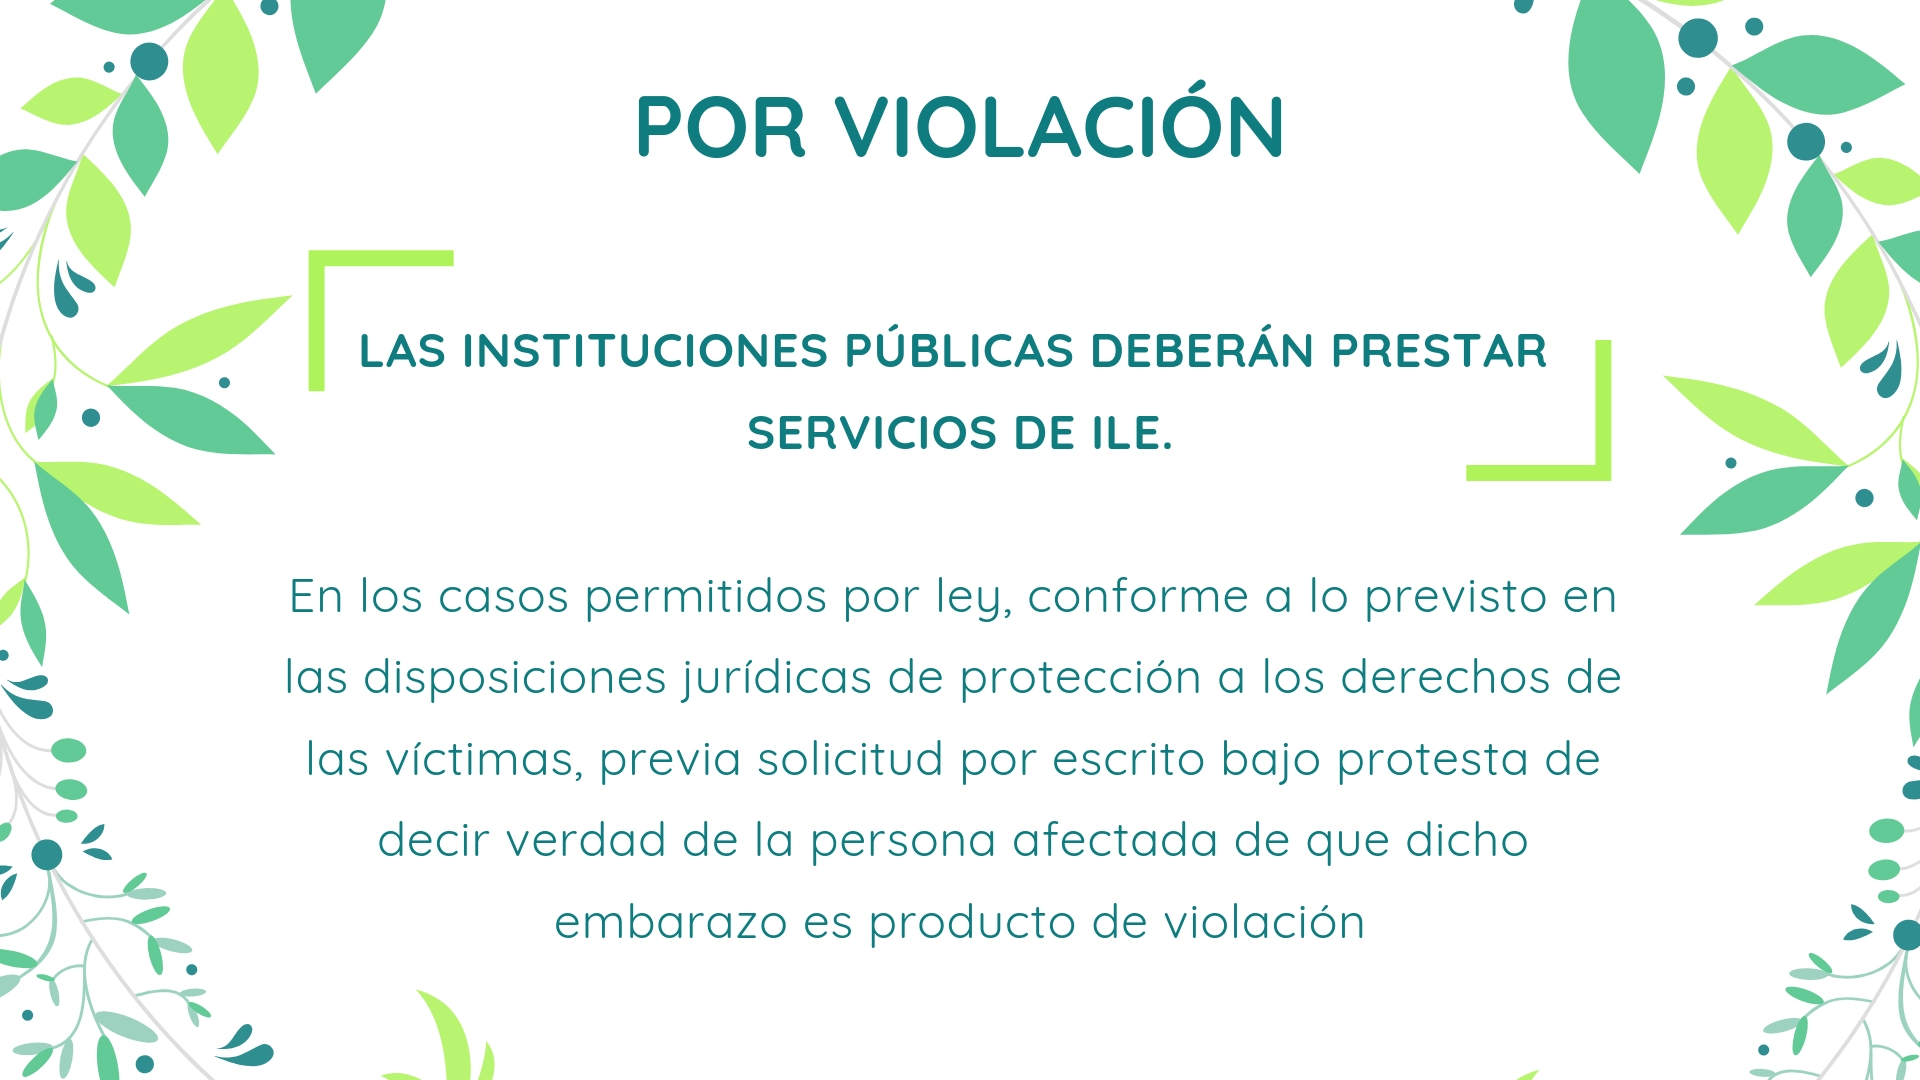 POR VIOLACIÓN
LAS INSTITUCIONES PÚBLICAS DEBERÁN PRESTAR
SERVICIOS DE ILE.
En los casos permitidos por ley, conforme a lo previsto en
las disposiciones jurídicas de protección a los derechos de
las víctimas, previa solicitud por escrito bajo protesta de
decir verdad de la persona afectada de que dicho
embarazo es producto de violación